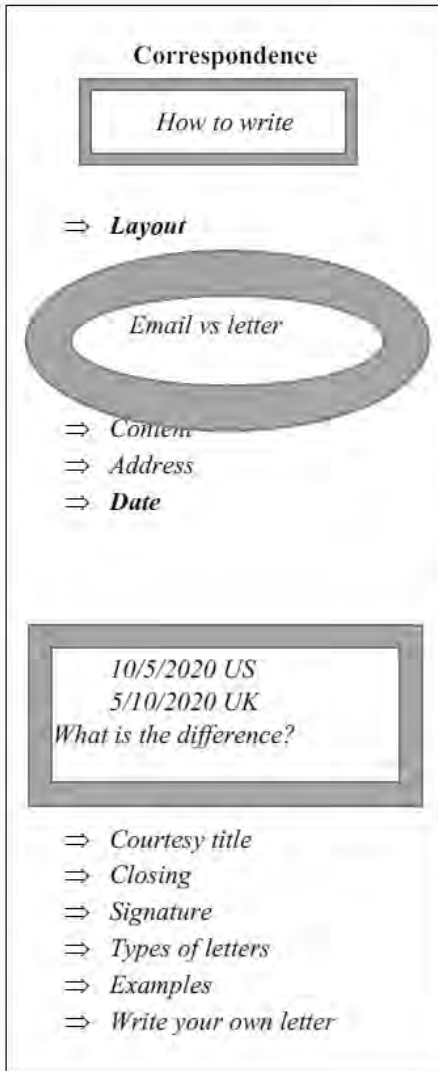 Correspondence
How to write
⇒ Layout
Email vs letter
⇒ Content
⇒ Address
⇒ Date
10/5/2020 US
5/10/2020 UK
What is the difference?
⇒ Courtesy title
⇒ Closing
⇒ Signature
⇒ Types of letters
⇒ Examples
⇒ Write your own letter